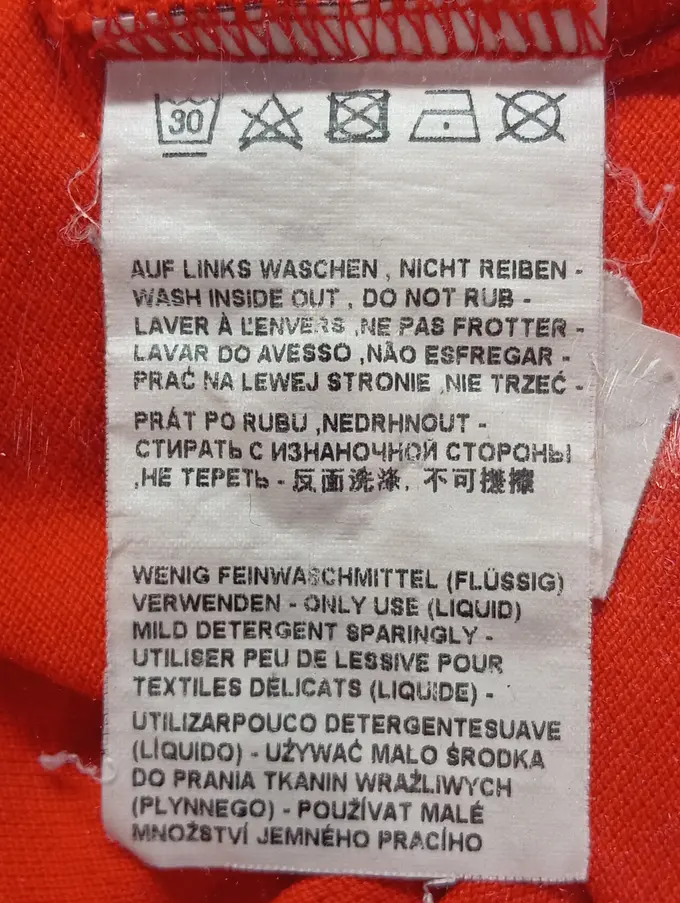 30
AUF LINKS WASCHEN , NICHT REIBEN -
WASH INSIDE OUT , DO NOT RUB -
LAVER À L'ENVERS ,NE PAS FROTTER -
LAVAR DO AVESSO ,NÃO ESFREGAR -
PRAĆ NA LEWEJ STRONIE ,NIE TRZEĆ -
PRÁT PO RUBU ,NEDRHNOUT -
СТИРАТЬ С ИЗНАНОЧНОЙ СТОРОНЫ
,НЕ ТЕРЕТЬ - 反面洗滌, 不可搓擦
WENIG FEINWASCHMITTEL (FLÜSSIG)
VERWENDEN - ONLY USE (LIQUID)
MILD DETERGENT SPARINGLY -
UTILISER PEU DE LESSIVE POUR
TEXTILES DÉLICATS (LIQUIDE) -
UTILIZARPOUCO DETERGENTESUAVE
(LÍQUIDO) - UŻYWAĆ MAŁO ŚRODKA
DO PRANIA TKANIN WRAŻLIWYCH
(PŁYNNEGO) - POUŽÍVAT MALÉ
MNOŽSTVÍ JEMNÉHO PRACÍHO